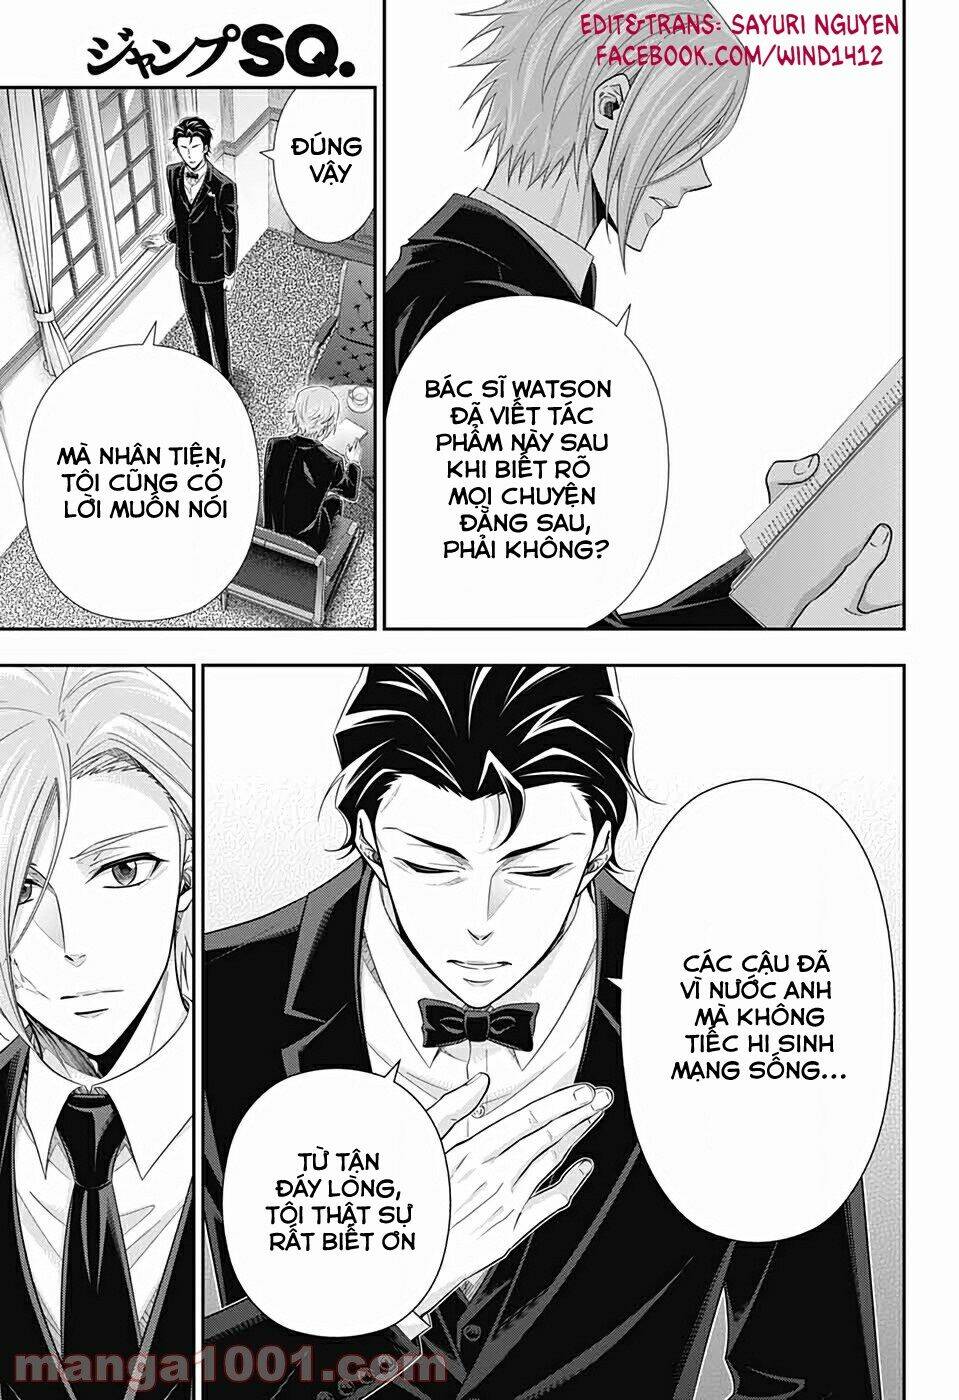 EDIT&TRANS: SAYURI NGUYEN
FACEBOOK.COM/WIND1412
ジャンプSQ.
BÁC SĨ WATSON
ĐÃ VIẾT TÁC
PHẨM NÀY SAU
KHI BIẾT RÕ
MỌI CHUYỆN
ĐẰNG SAU,
PHẢI KHÔNG?
ĐÚNG
VẬY
MÀ NHÂN TIỆN,
TÔI CŨNG CÓ
LỜI MUỐN NÓI
CÁC CẬU ĐÃ
VÌ NƯỚC ANH
MÀ KHÔNG
TIẾC HI SINH
MẠNG SỐNG...
TỪ TẬN
ĐÁY LÒNG,
TÔI THẬT SỰ
RẤT BIẾT ƠN
manga1001.com